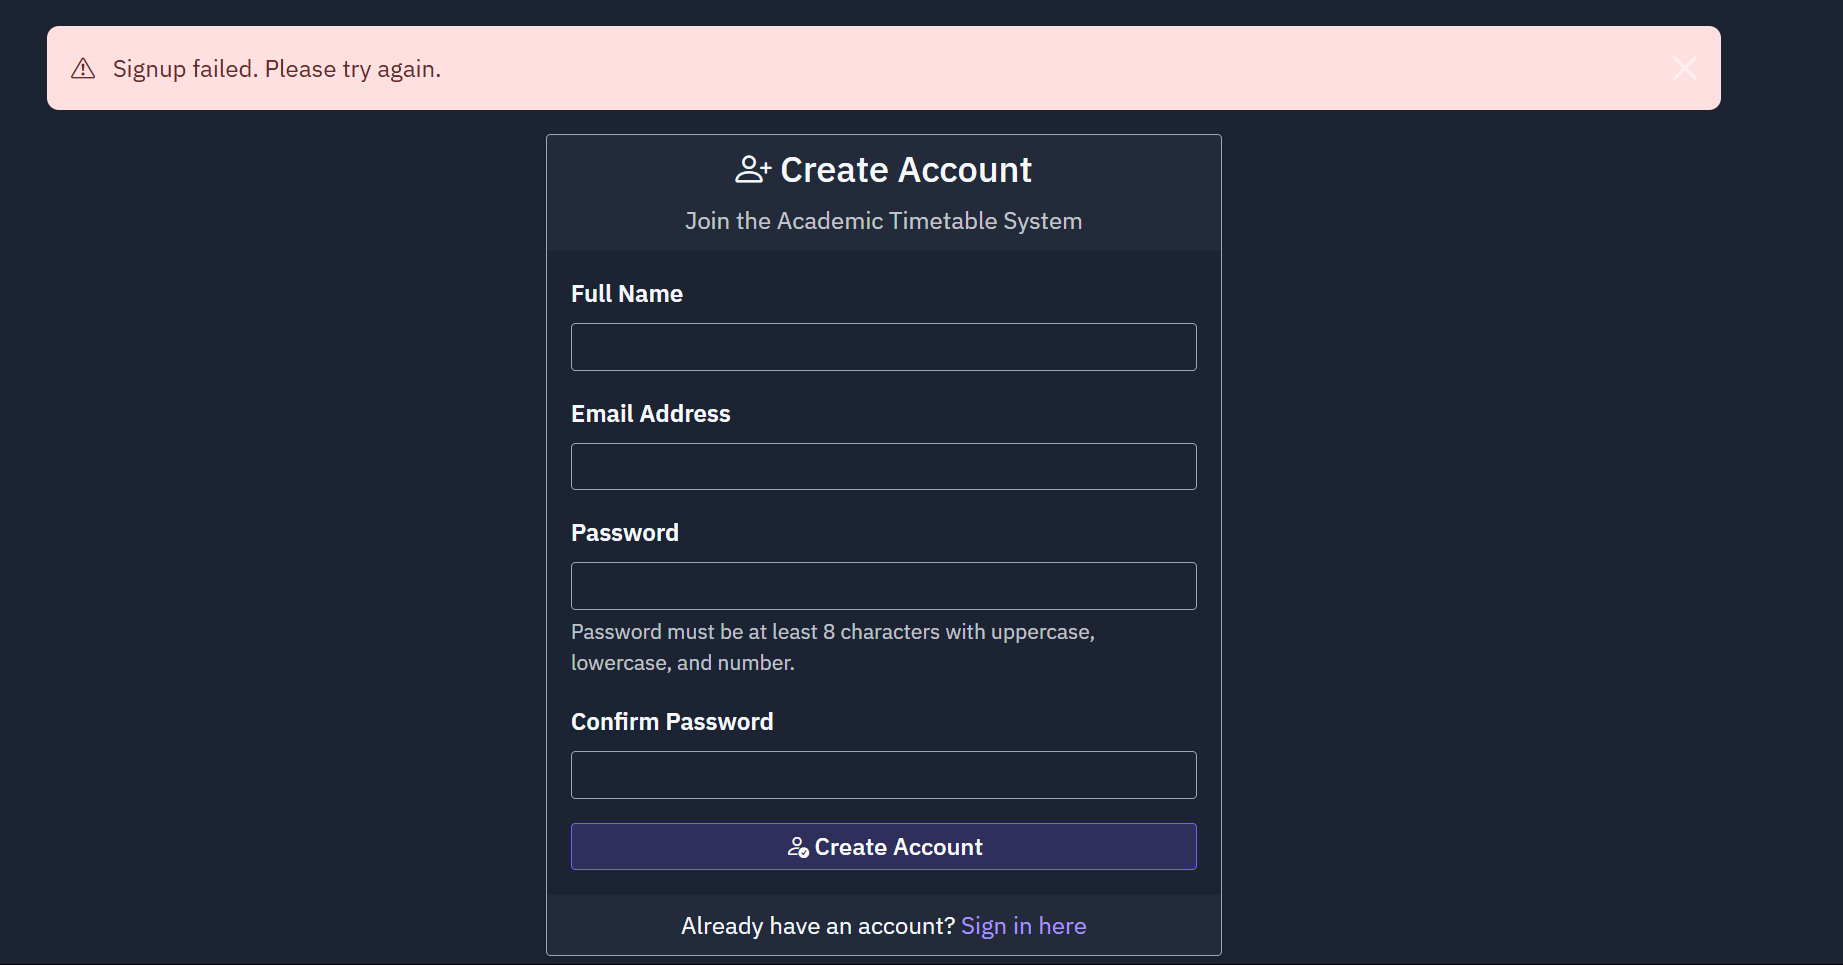 Signup failed. Please try again.
Create Account
Join the Academic Timetable System
Full Name
Email Address
Password
Password must be at least 8 characters with uppercase,
lowercase, and number.
Confirm Password
Create Account
Already have an account? Sign in here